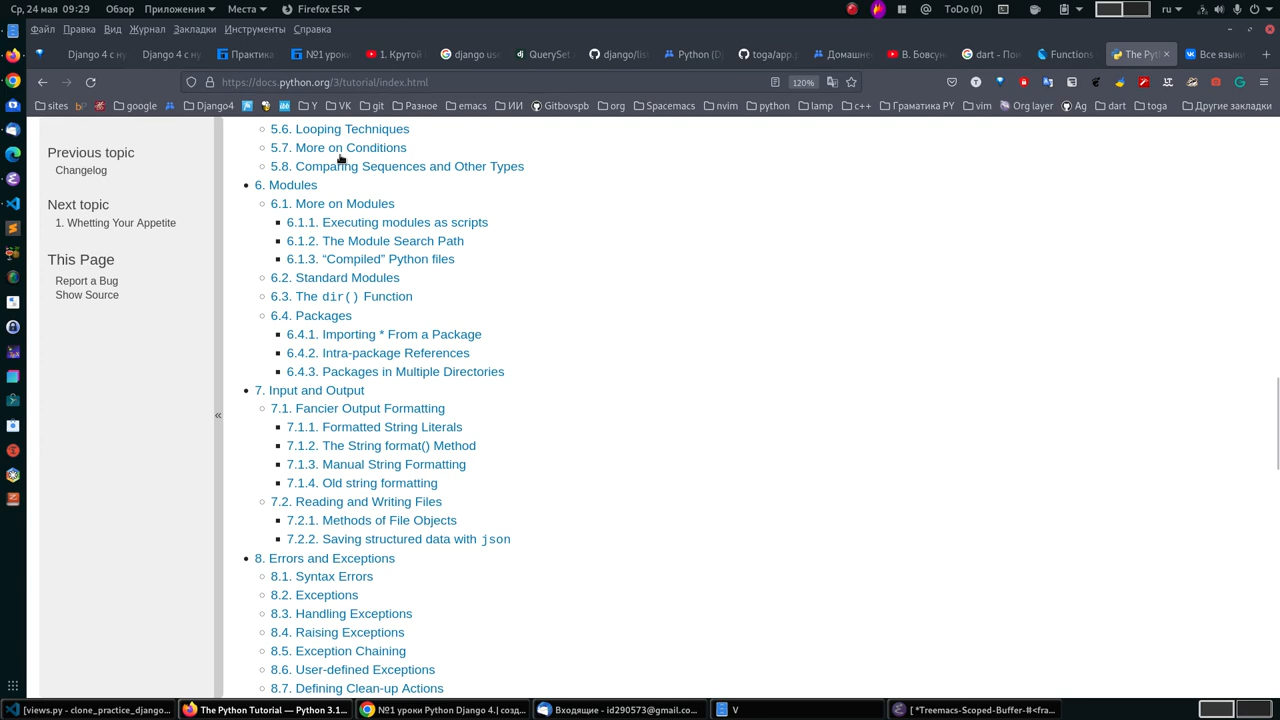 Ср, 24 мая 09:29 Обзор Приложения Места Firefox ESR ToDo(0) ru
Файл Правка Вид Журнал Закладки Инструменты Справка
Django 4 с ну Django 4 с ну Практика №1 уроки 1. Крутой django use QuerySet django/lis Python (D toga/app. Домашне В. Бовсун dart - Пои Functions The Pyt Все языки
https://docs.python.org/3/tutorial/index.html 120%
sites bP google Django4 Y VK git Разное emacs ИИ Gitbovspb org Spacemacs nvim python lamp c++ Граматика РУ vim Org layer Ag dart toga Другие закладки
Previous topic
Changelog
Next topic
1. Whetting Your Appetite
This Page
Report a Bug
Show Source
«
5.6. Looping Techniques
5.7. More on Conditions
5.8. Comparing Sequences and Other Types
6. Modules
6.1. More on Modules
6.1.1. Executing modules as scripts
6.1.2. The Module Search Path
6.1.3. “Compiled” Python files
6.2. Standard Modules
6.3. The dir() Function
6.4. Packages
6.4.1. Importing * From a Package
6.4.2. Intra-package References
6.4.3. Packages in Multiple Directories
7. Input and Output
7.1. Fancier Output Formatting
7.1.1. Formatted String Literals
7.1.2. The String format() Method
7.1.3. Manual String Formatting
7.1.4. Old string formatting
7.2. Reading and Writing Files
7.2.1. Methods of File Objects
7.2.2. Saving structured data with json
8. Errors and Exceptions
8.1. Syntax Errors
8.2. Exceptions
8.3. Handling Exceptions
8.4. Raising Exceptions
8.5. Exception Chaining
8.6. User-defined Exceptions
8.7. Defining Clean-up Actions
[views.py - clone_practice_django... The Python Tutorial — Python 3.1... №1 уроки Python Django 4.| созд... Входящие - id290573@gmail.co... V [ *Treemacs-Scoped-Buffer-#<fra...